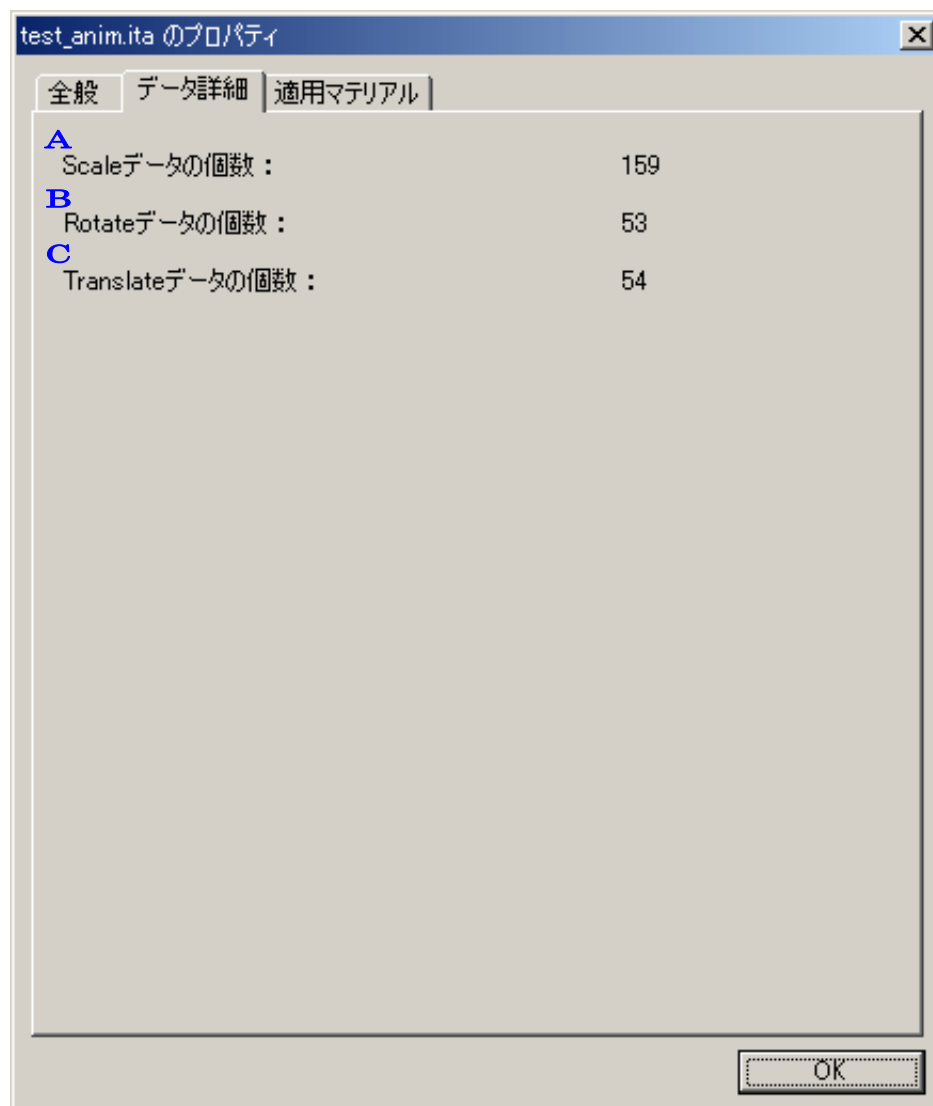 test_anim.ita のプロパティ
全般 データ詳細 適用マテリアル
A
Scaleデータの個数： 159
B
Rotateデータの個数： 53
C
Translateデータの個数： 54
OK